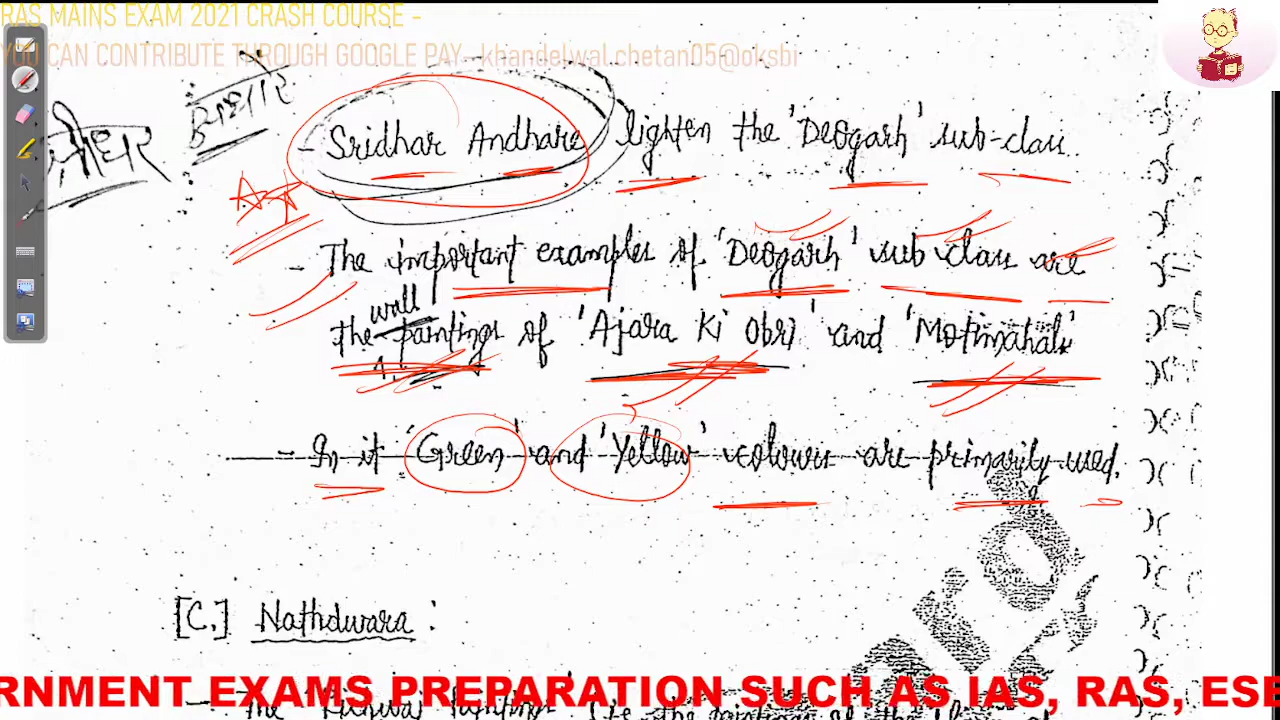 RAS MAINS EXAM 2021 CRASH COURSE -
YOU CAN CONTRIBUTE THROUGH GOOGLE PAY--khandelwal.chetan05@oksbi
श्रीधर अंधारे
- Sridhar Andhare lighten the 'Deogarh' sub-class.
- The important examples of 'Deogarh' sub class are
the wall paintings of 'Ajara Ki Obri' and 'Motimahal'
- In it 'Green' and 'Yellow' colours are primarily used.
[C.] Nathdwara :
RNMENT EXAMS PREPARATION SUCH AS IAS, RAS, ESE
- The